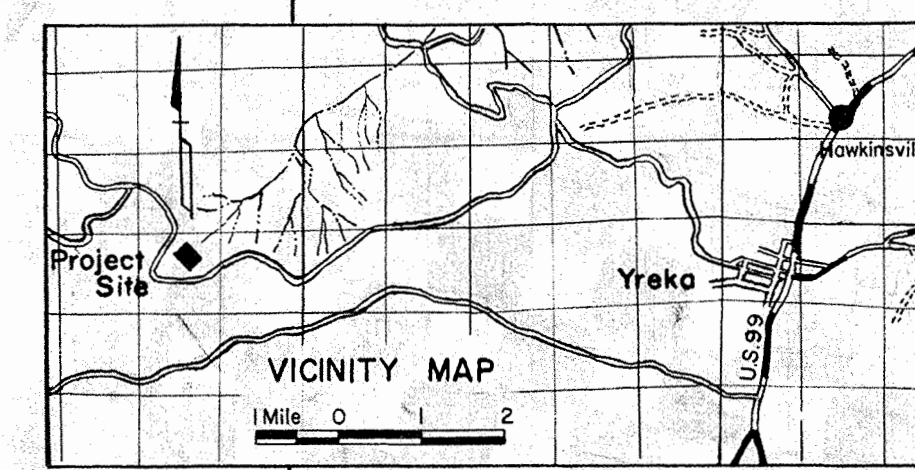 Hawkinsvil
Project
Site
Yreka
U.S. 99
VICINITY MAP
1 Mile 0 1 2